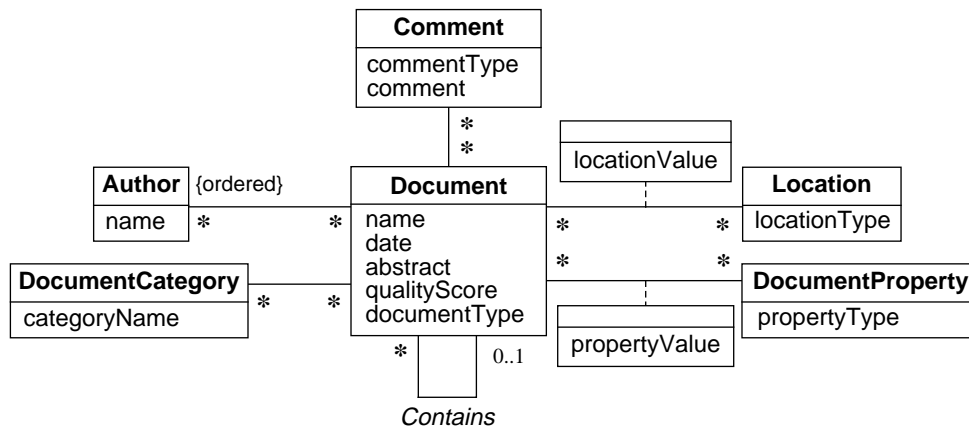 Comment
commentType
comment
*
*
locationValue
Author
{ordered}
name
*
*
Document
name
date
abstract
qualityScore
documentType
*
*
Location
locationType
DocumentCategory
categoryName
*
*
*
*
DocumentProperty
propertyType
propertyValue
*
0..1
Contains